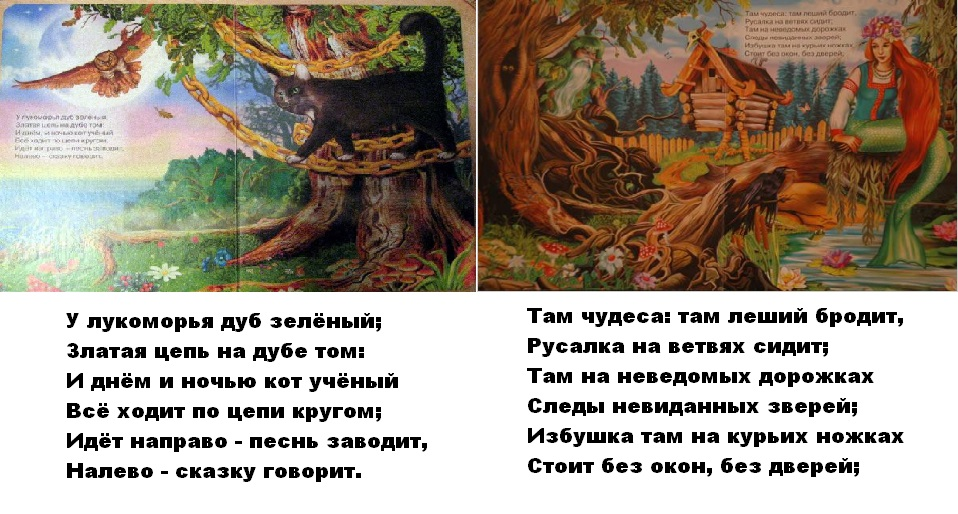 У лукоморья дуб зелёный;
Златая цепь на дубе том:
И днём и ночью кот учёный
Всё ходит по цепи кругом;
Идёт направо — песнь заводит,
Налево — сказку говорит.
Там чудеса: там леший бродит,
Русалка на ветвях сидит;
Там на неведомых дорожках
Следы невиданных зверей;
Избушка там на курьих ножках
Стоит без окон, без дверей;
У лукоморья дуб зелёный;
Златая цепь на дубе том:
И днём и ночью кот учёный
Всё ходит по цепи кругом;
Идёт направо - песнь заводит,
Налево - сказку говорит.
Там чудеса: там леший бродит,
Русалка на ветвях сидит;
Там на неведомых дорожках
Следы невиданных зверей;
Избушка там на курьих ножках
Стоит без окон, без дверей;